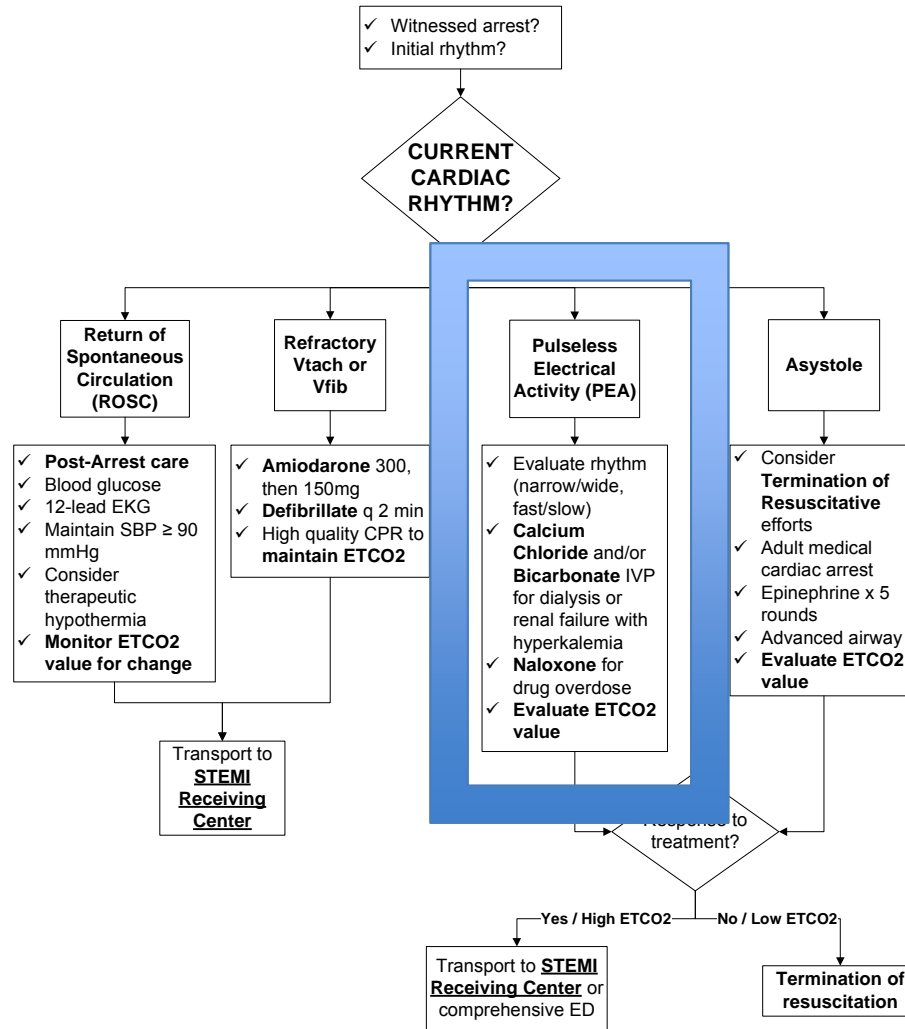 ✓ Witnessed arrest?
✓ Initial rhythm?
CURRENT
CARDIAC
RHYTHM?
Return of
Spontaneous
Circulation
(ROSC)
Refractory
Vtach or
Vfib
Pulseless
Electrical
Activity (PEA)
Asystole
✓ Post-Arrest care
✓ Blood glucose
✓ 12-lead EKG
✓ Maintain SBP ≥ 90
mmHg
✓ Consider
therapeutic
hypothermia
✓ Monitor ETCO2
value for change
✓ Amiodarone 300,
then 150mg
✓ Defibrillate q 2 min
✓ High quality CPR to
maintain ETCO2
✓ Evaluate rhythm
(narrow/wide,
fast/slow)
✓ Calcium
Chloride and/or
Bicarbonate IVP
for dialysis or
renal failure with
hyperkalemia
✓ Naloxone for
drug overdose
✓ Evaluate ETCO2
value
✓ Consider
Termination of
Resuscitative
efforts
✓ Adult medical
cardiac arrest
✓ Epinephrine x 5
rounds
✓ Advanced airway
✓ Evaluate ETCO2
value
Transport to
STEMI
Receiving
Center
Response to
treatment?
Yes / High ETCO2
No / Low ETCO2
Transport to STEMI
Receiving Center or
comprehensive ED
Termination of
resuscitation